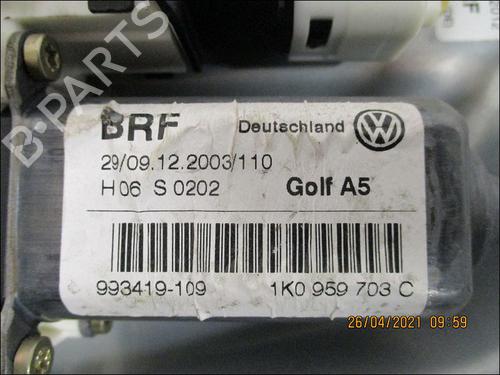 B-PARTS
BRF Deutschland
29/09.12.2003/110
H06 S 0202 Golf A5
993419-109 1K0 959 703 C
26/04/2021 09:59